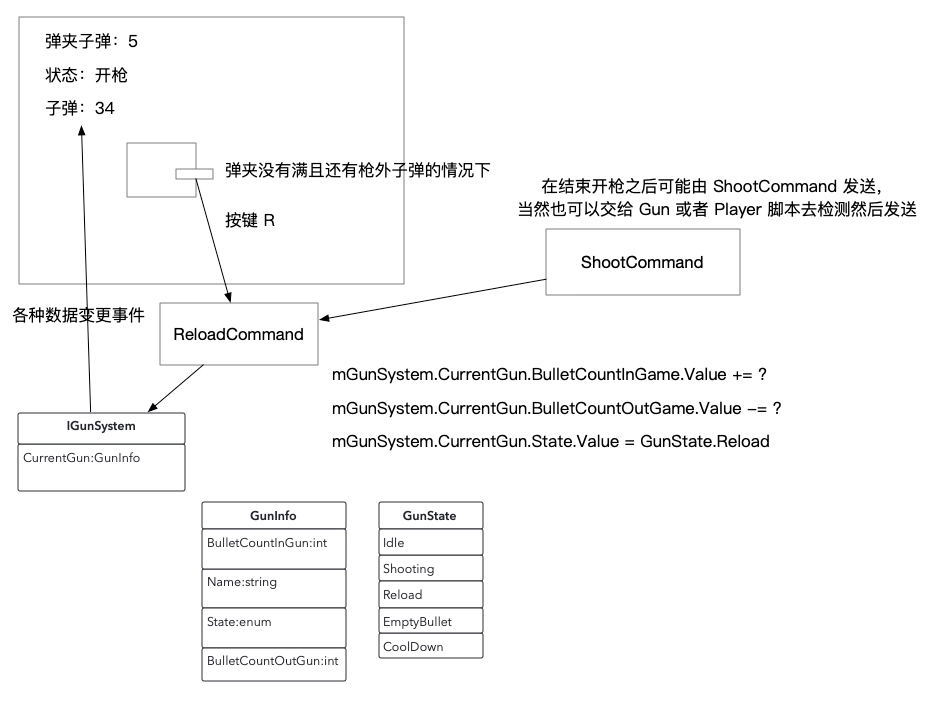 弹夹子弹：5
状态：开枪
子弹：34
弹夹没有满且还有枪外子弹的情况下
按键 R
在结束开枪之后可能由 ShootCommand 发送，
当然也可以交给 Gun 或者 Player 脚本去检测然后发送
ShootCommand
各种数据变更事件
ReloadCommand
mGunSystem.CurrentGun.BulletCountInGame.Value += ?
mGunSystem.CurrentGun.BulletCountOutGame.Value -= ?
mGunSystem.CurrentGun.State.Value = GunState.Reload
IGunSystem
CurrentGun:GunInfo
GunInfo
BulletCountInGun:int
Name:string
State:enum
BulletCountOutGun:int
GunState
Idle
Shooting
Reload
EmptyBullet
CoolDown